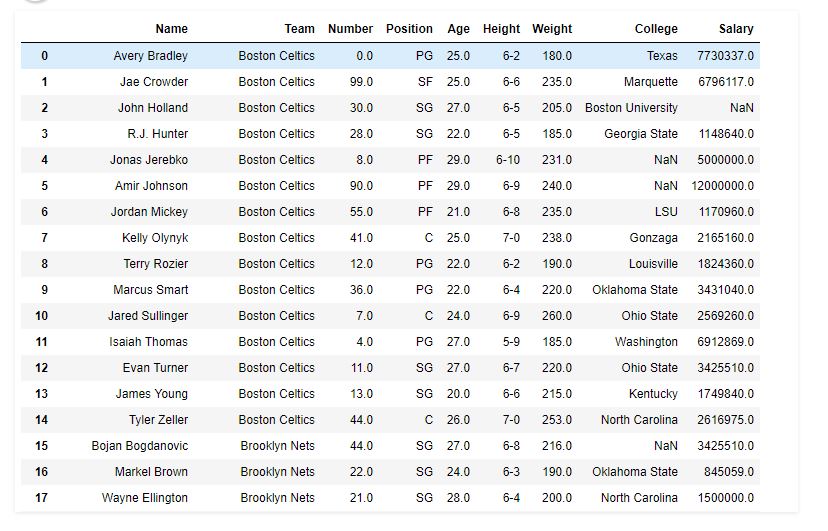 Name Team Number Position Age Height Weight College Salary
0 Avery Bradley Boston Celtics 0.0 PG 25.0 6-2 180.0 Texas 7730337.0
1 Jae Crowder Boston Celtics 99.0 SF 25.0 6-6 235.0 Marquette 6796117.0
2 John Holland Boston Celtics 30.0 SG 27.0 6-5 205.0 Boston University NaN
3 R.J. Hunter Boston Celtics 28.0 SG 22.0 6-5 185.0 Georgia State 1148640.0
4 Jonas Jerebko Boston Celtics 8.0 PF 29.0 6-10 231.0 NaN 5000000.0
5 Amir Johnson Boston Celtics 90.0 PF 29.0 6-9 240.0 NaN 12000000.0
6 Jordan Mickey Boston Celtics 55.0 PF 21.0 6-8 235.0 LSU 1170960.0
7 Kelly Olynyk Boston Celtics 41.0 C 25.0 7-0 238.0 Gonzaga 2165160.0
8 Terry Rozier Boston Celtics 12.0 PG 22.0 6-2 190.0 Louisville 1824360.0
9 Marcus Smart Boston Celtics 36.0 PG 22.0 6-4 220.0 Oklahoma State 3431040.0
10 Jared Sullinger Boston Celtics 7.0 C 24.0 6-9 260.0 Ohio State 2569260.0
11 Isaiah Thomas Boston Celtics 4.0 PG 27.0 5-9 185.0 Washington 6912869.0
12 Evan Turner Boston Celtics 11.0 SG 27.0 6-7 220.0 Ohio State 3425510.0
13 James Young Boston Celtics 13.0 SG 20.0 6-6 215.0 Kentucky 1749840.0
14 Tyler Zeller Boston Celtics 44.0 C 26.0 7-0 253.0 North Carolina 2616975.0
15 Bojan Bogdanovic Brooklyn Nets 44.0 SG 27.0 6-8 216.0 NaN 3425510.0
16 Markel Brown Brooklyn Nets 22.0 SG 24.0 6-3 190.0 Oklahoma State 845059.0
17 Wayne Ellington Brooklyn Nets 21.0 SG 28.0 6-4 200.0 North Carolina 1500000.0